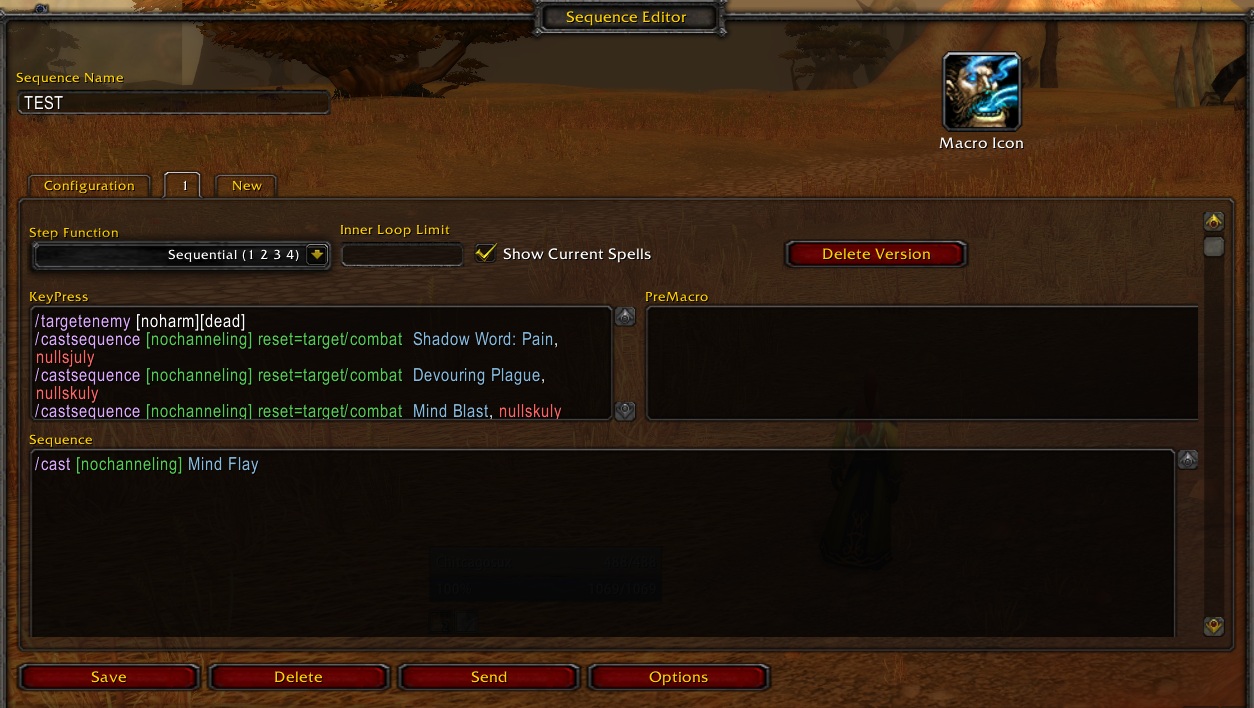 Sequence Editor
Sequence Name
TEST
Macro Icon
Configuration 1 New
Step Function
Inner Loop Limit
Sequential (1 2 3 4)
Show Current Spells
Delete Version
KeyPress
PreMacro
/targetenemy [noharm][dead]
/castsequence [nochanneling] reset=target/combat  Shadow Word: Pain,
nullsjuly
/castsequence [nochanneling] reset=target/combat  Devouring Plague,
nullskuly
/castsequence [nochanneling] reset=target/combat  Mind Blast, nullskuly
Sequence
/cast [nochanneling] Mind Flay
100% 1069/1069
Save Delete Send Options